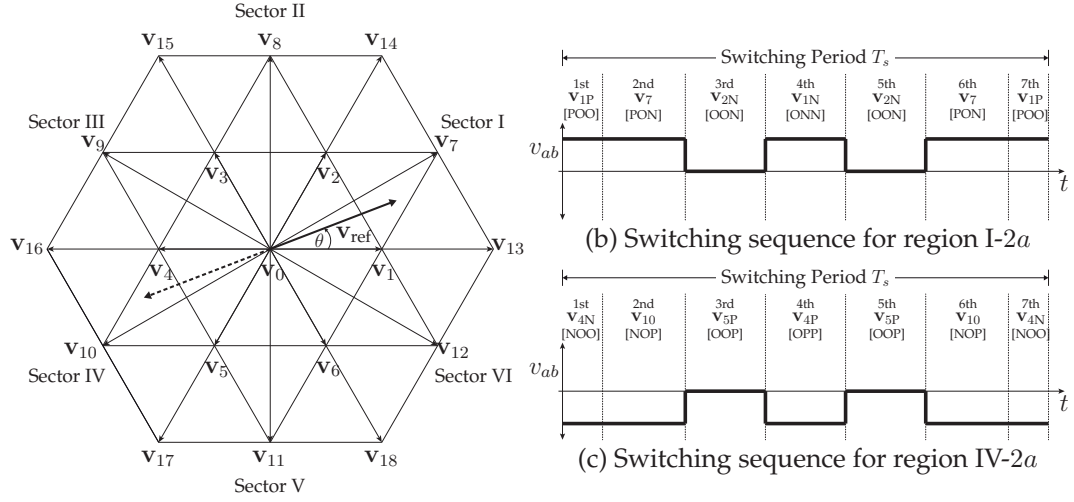 Sector II
v15
v8
v14
Sector III
Sector I
v9
v7
v3
v2
θ
vref
v16
v4
v0
v1
v13
v10
v12
v5
v6
Sector IV
Sector VI
v17
v11
v18
Sector V
Switching Period Ts
1st 2nd 3rd 4th 5th 6th 7th
v1P v7 v2N v1N v2N v7 v1P
[POO] [PON] [OON] [ONN] [OON] [PON] [POO]
vab
t
(b) Switching sequence for region I-2a
Switching Period Ts
1st 2nd 3rd 4th 5th 6th 7th
v4N v10 v5P v4P v5P v10 v4N
[NOO] [NOP] [OOP] [OPP] [OOP] [NOP] [NOO]
vab
t
(c) Switching sequence for region IV-2a